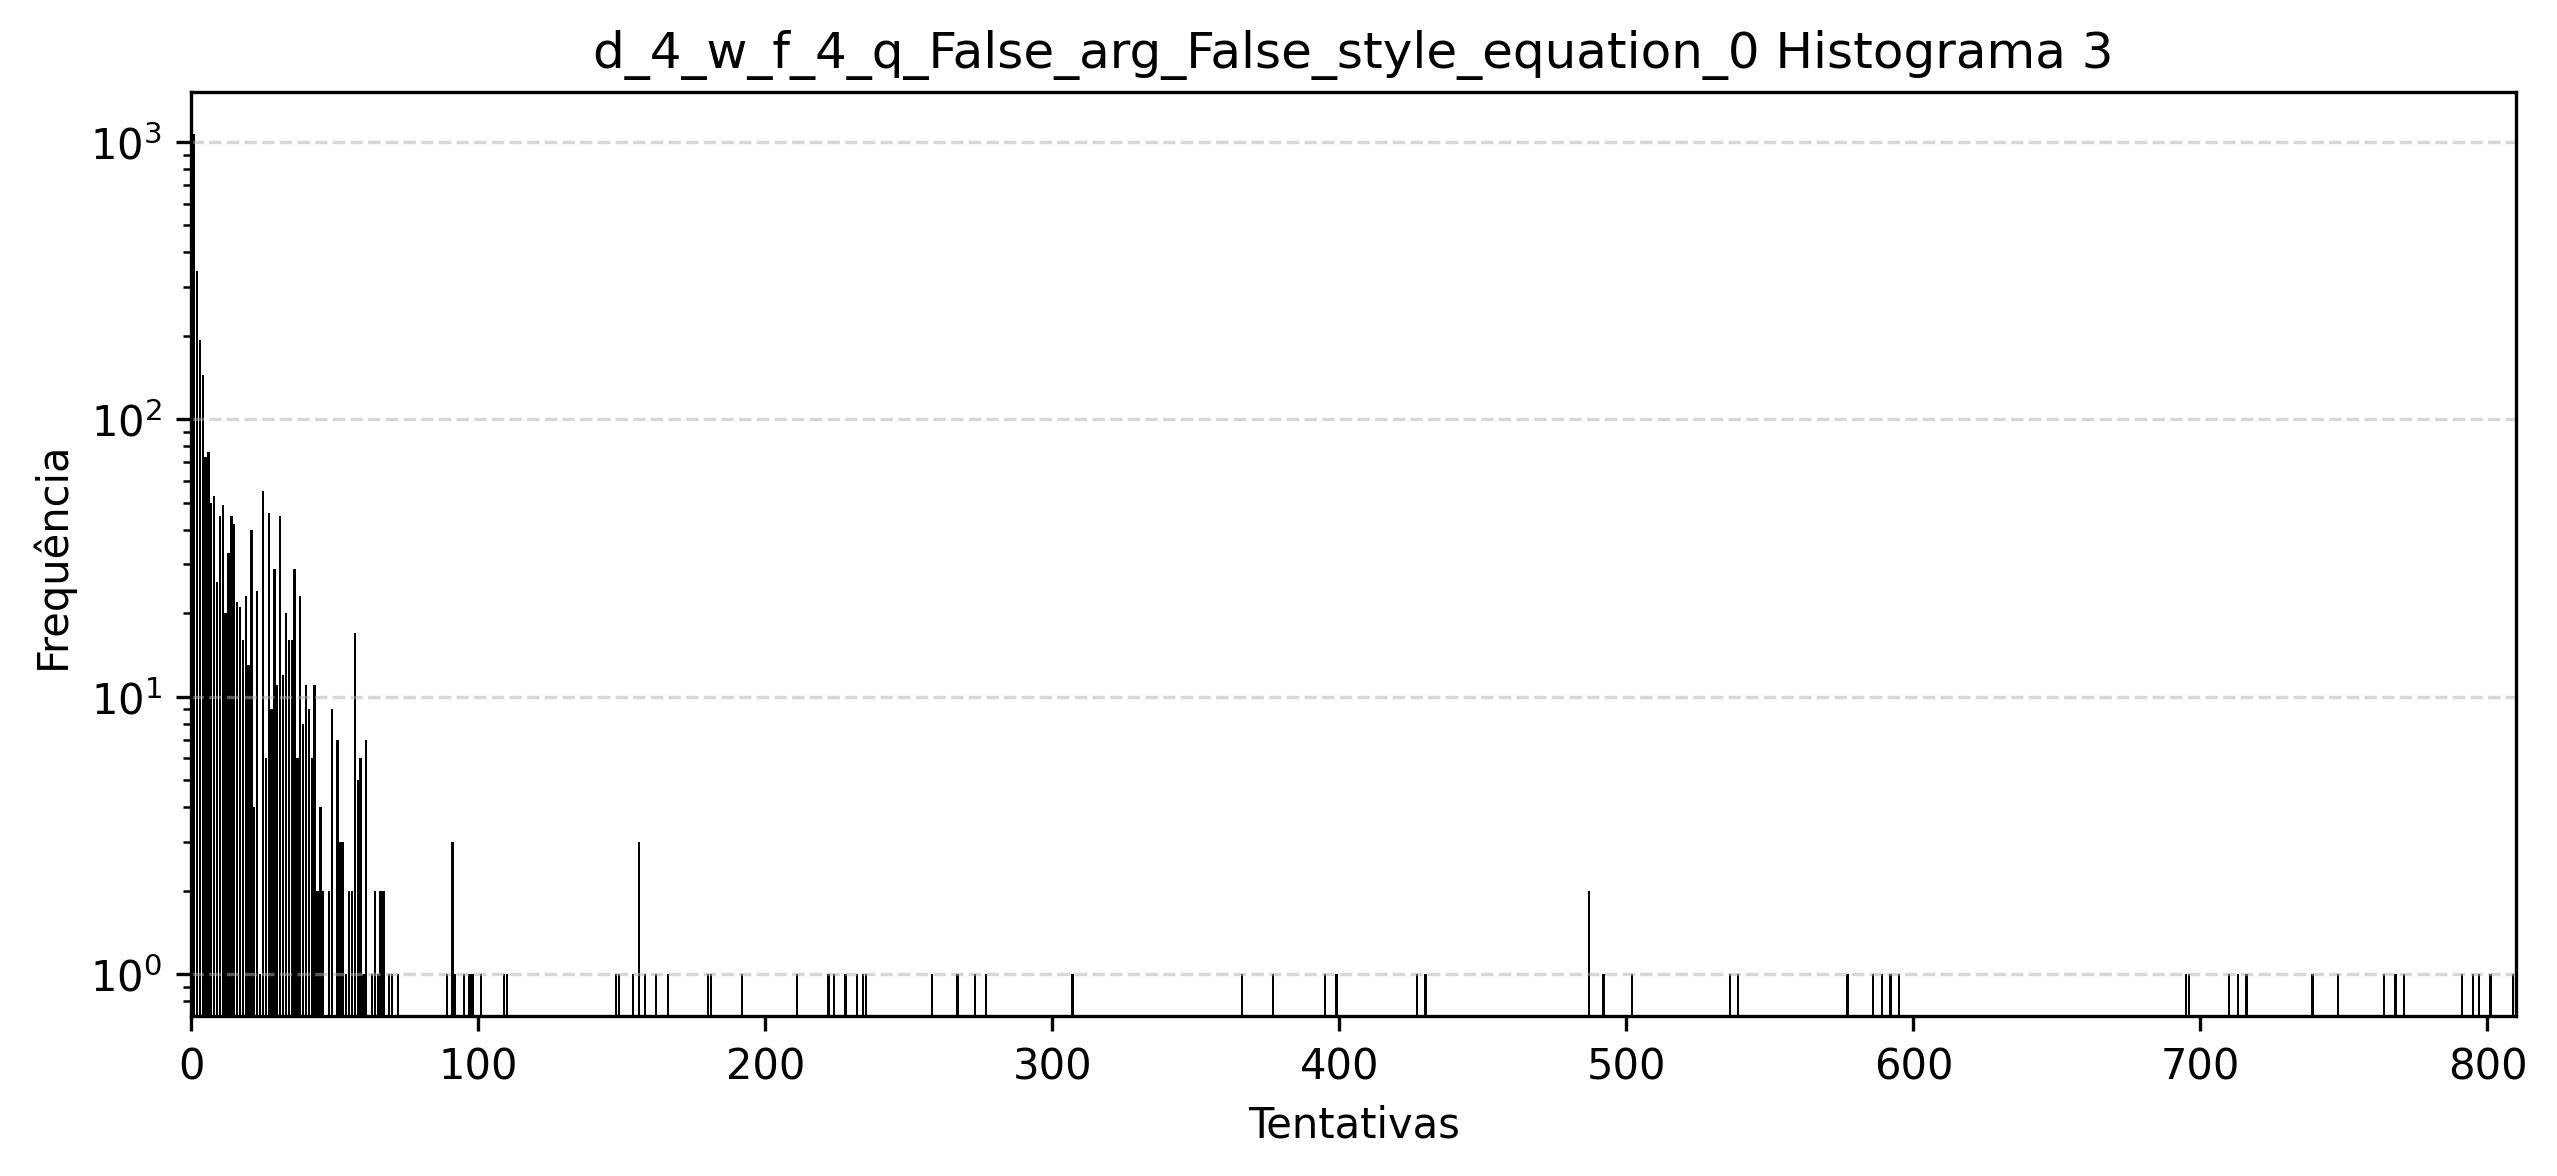 d_4_w_f_4_q_False_arg_False_style_equation_0 Histograma 3
Frequência
10³
10²
10¹
10⁰
0 100 200 300 400 500 600 700 800
Tentativas